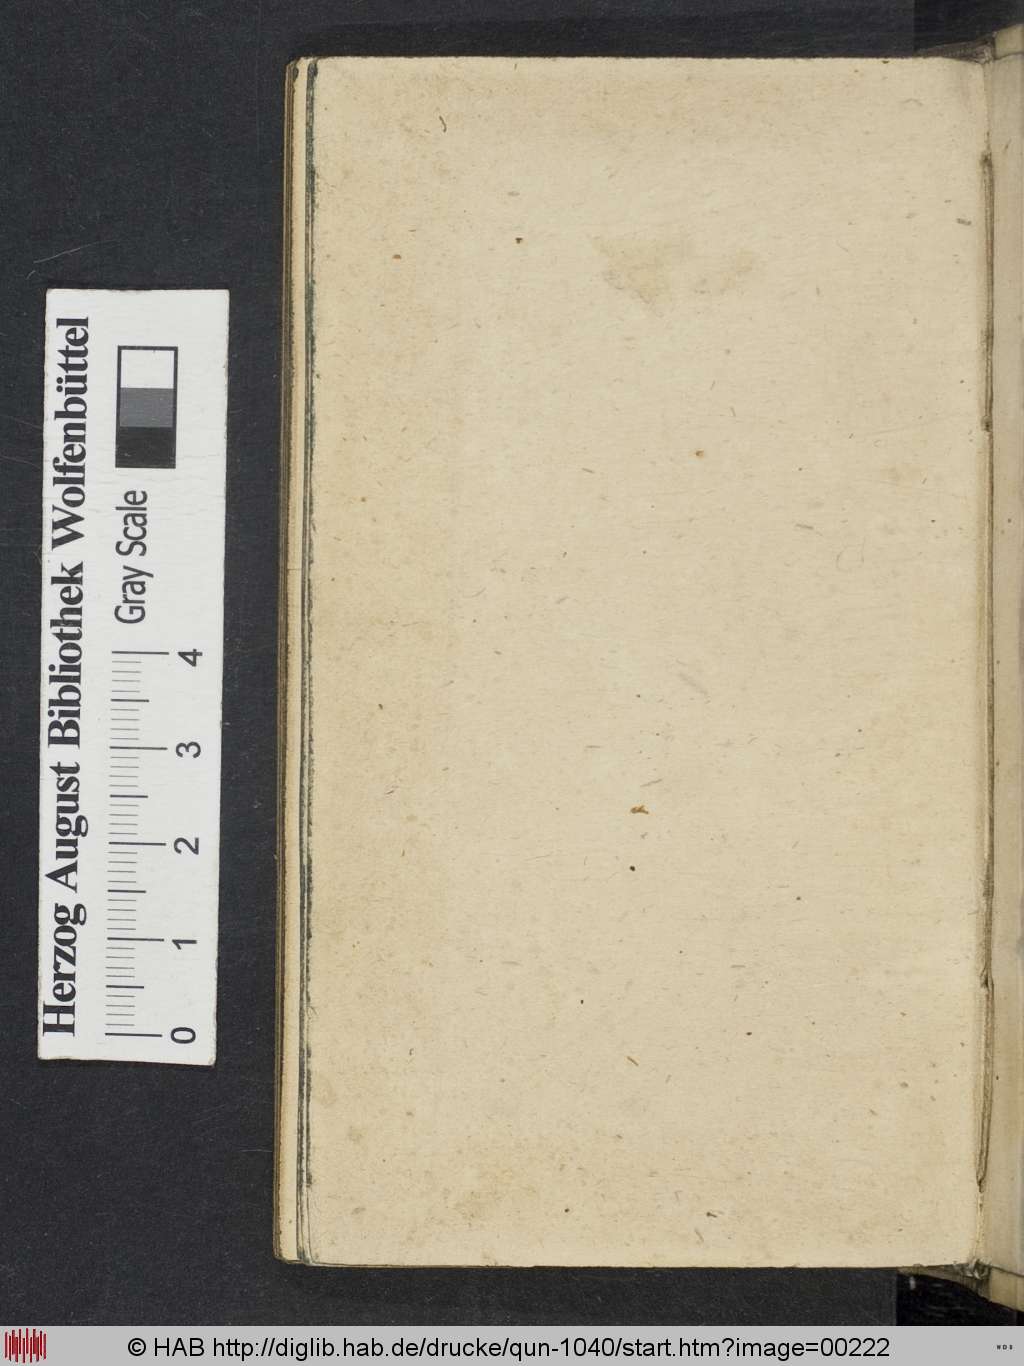 Herzog August Bibliothek Wolfenbüttel
Gray Scale
0 1 2 3 4
© HAB http://diglib.hab.de/drucke/qun-1040/start.htm?image=00222